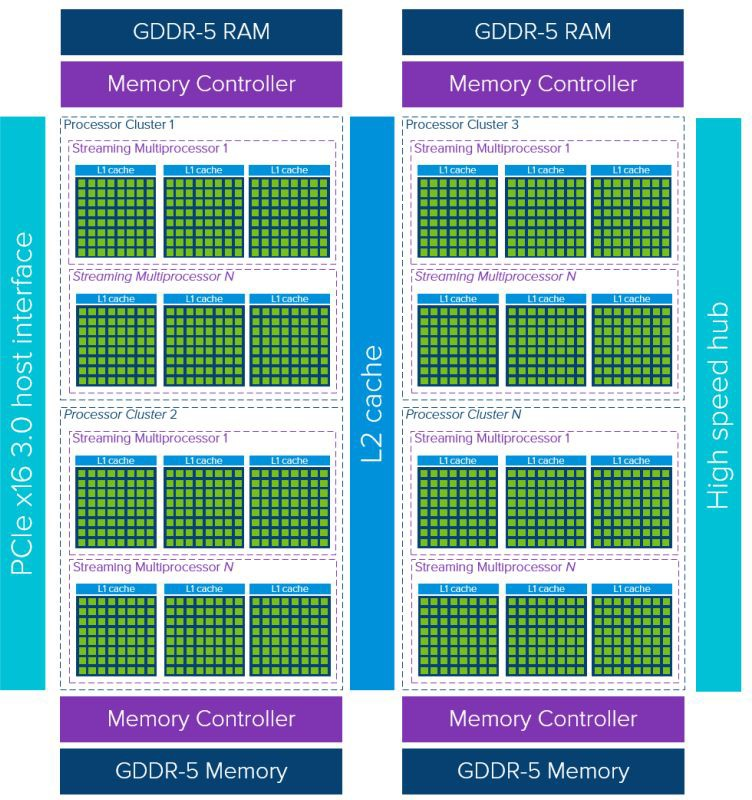 GDDR-5 RAM
GDDR-5 RAM
Memory Controller
Memory Controller
PCIe x16 3.0 host interface
Processor Cluster 1
Streaming Multiprocessor 1
L1 cache L1 cache L1 cache
Streaming Multiprocessor N
L1 cache L1 cache L1 cache
Processor Cluster 2
Streaming Multiprocessor 1
L1 cache L1 cache L1 cache
Streaming Multiprocessor N
L1 cache L1 cache L1 cache
L2 cache
Processor Cluster 3
Streaming Multiprocessor 1
L1 cache L1 cache L1 cache
Streaming Multiprocessor N
L1 cache L1 cache L1 cache
Processor Cluster N
Streaming Multiprocessor 1
L1 cache L1 cache L1 cache
Streaming Multiprocessor N
L1 cache L1 cache L1 cache
High speed hub
Memory Controller
Memory Controller
GDDR-5 Memory
GDDR-5 Memory